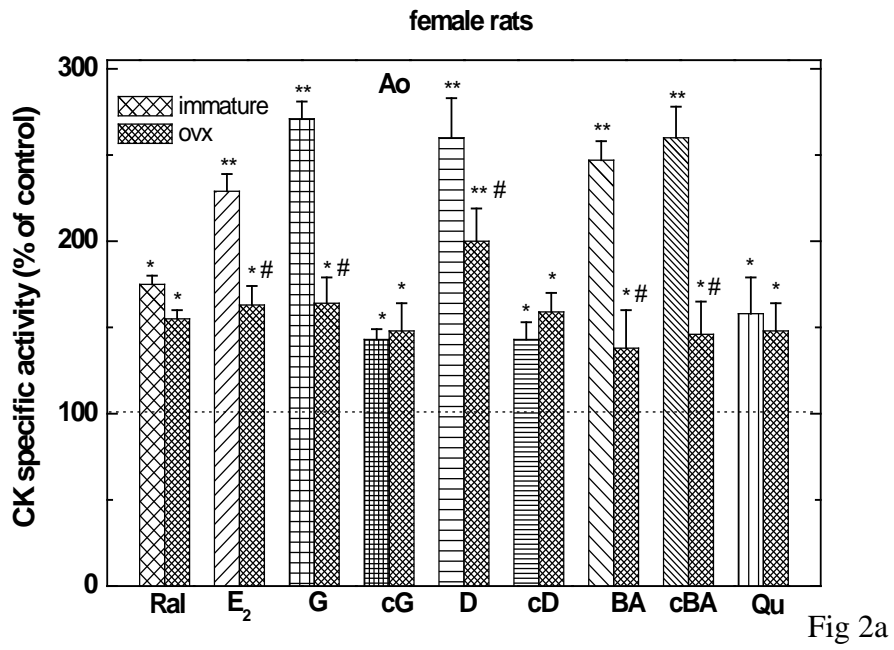 female rats
300
Ao
immature
ovx
200
100
0
CK specific activity (% of control)
* * ** *# ** *# * * ** **# * * ** *# ** *# * *
Ral E₂ G cG D cD BA cBA Qu
Fig 2a